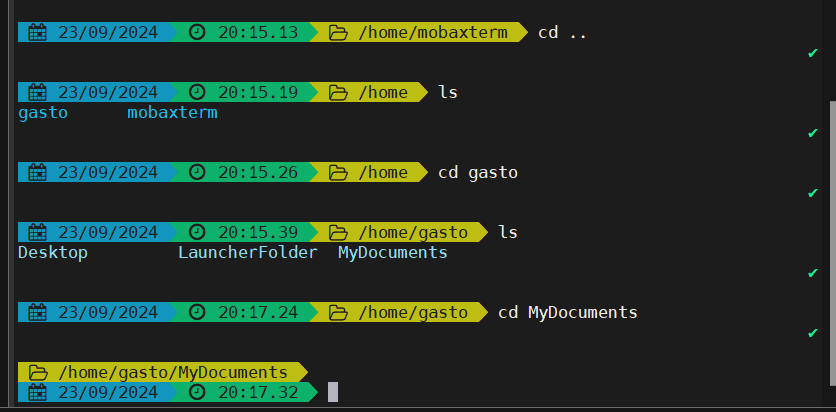 23/09/2024 20:15.13 /home/mobaxterm cd ..
✔
23/09/2024 20:15.19 /home ls
gasto mobaxterm
✔
23/09/2024 20:15.26 /home cd gasto
✔
23/09/2024 20:15.39 /home/gasto ls
Desktop LauncherFolder MyDocuments
✔
23/09/2024 20:17.24 /home/gasto cd MyDocuments
✔
/home/gasto/MyDocuments
23/09/2024 20:17.32